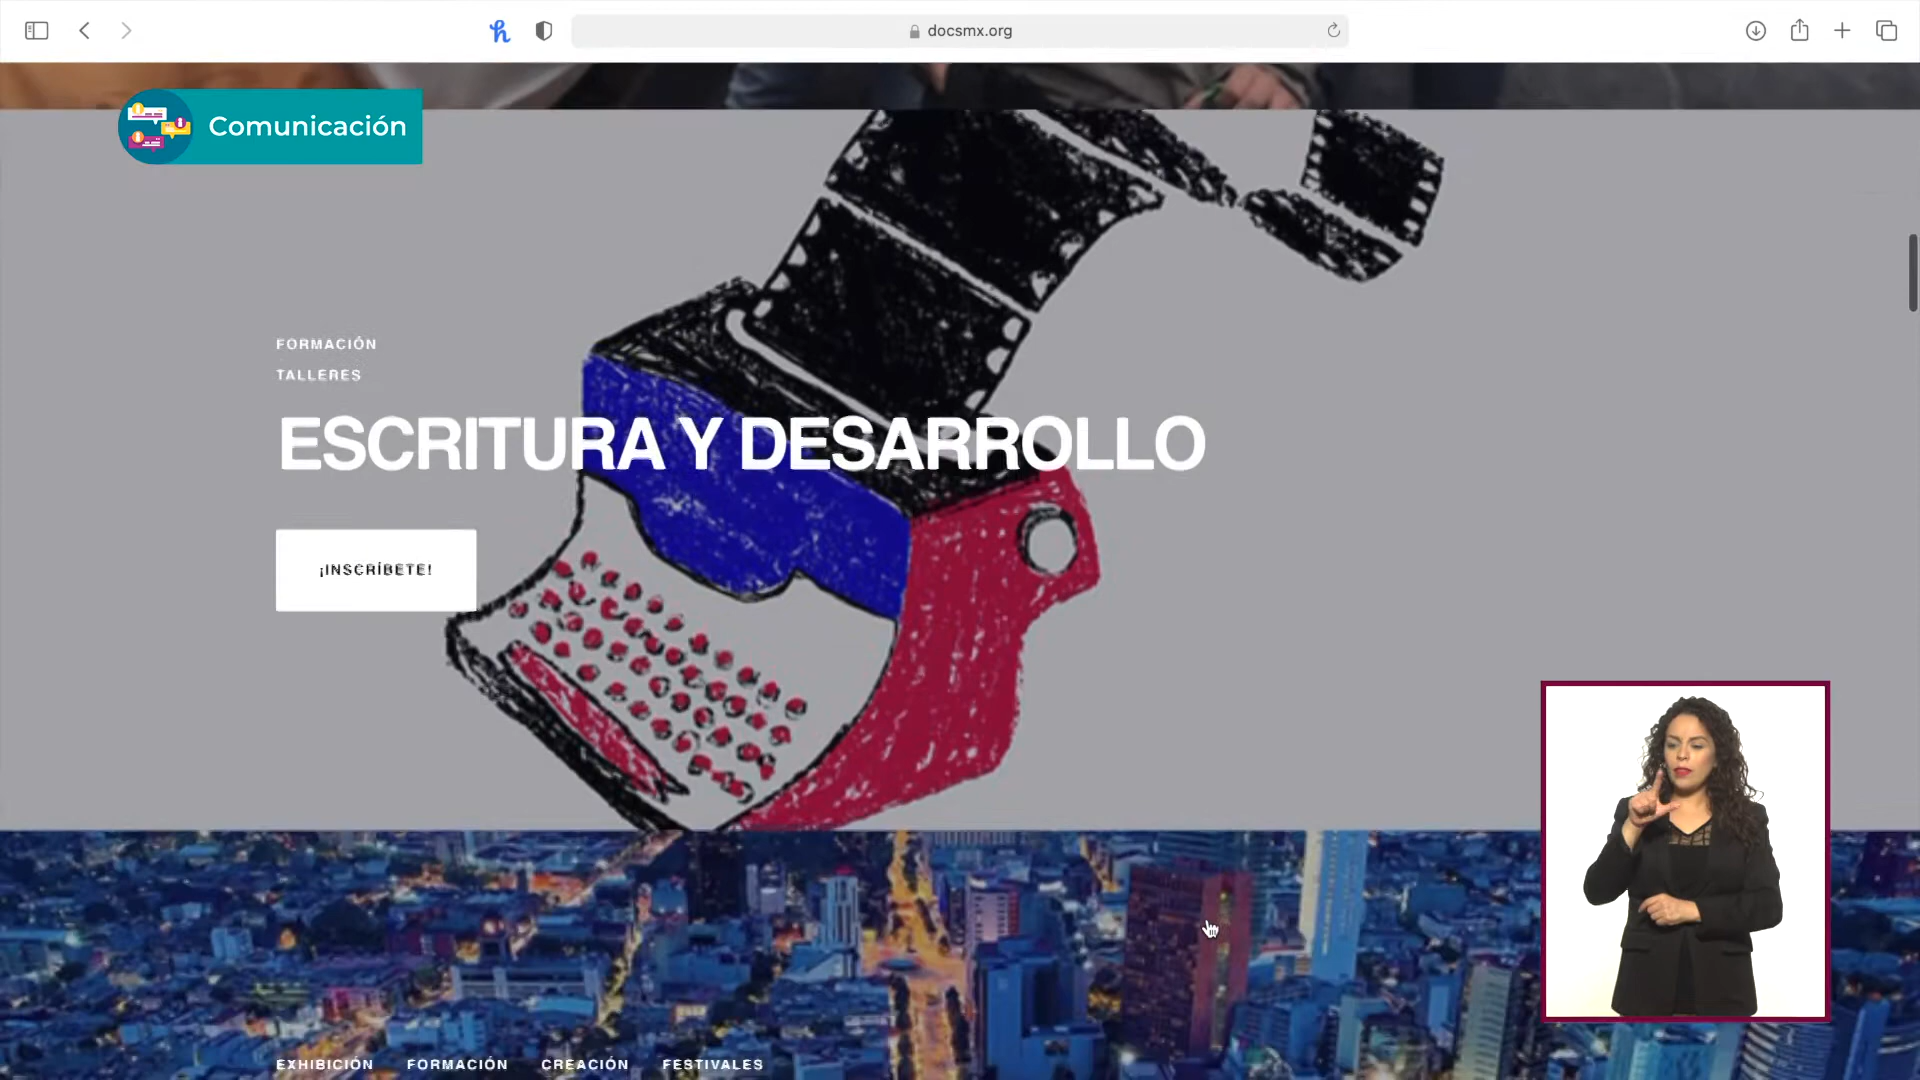 docsmx.org
Comunicación
FORMACIÓN
TALLERES
ESCRITURA Y DESARROLLO
¡INSCRÍBETE!
EXHIBICIÓN FORMACIÓN CREACIÓN FESTIVALES